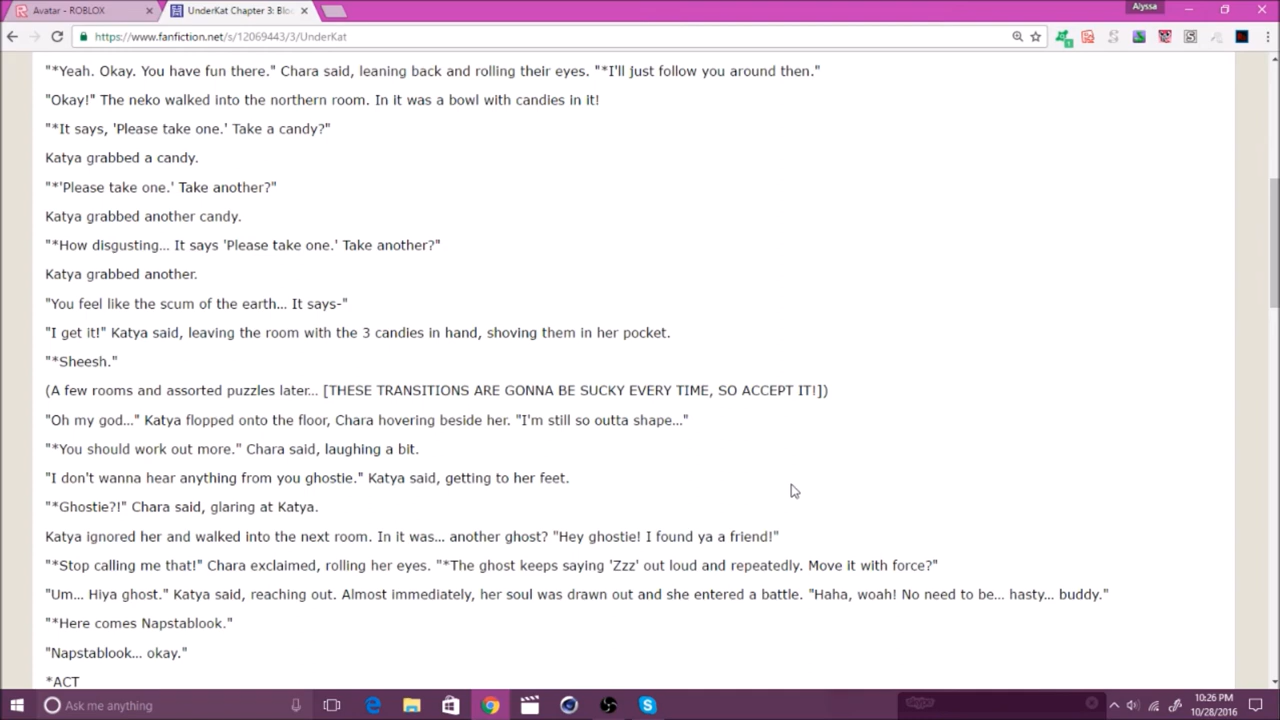 Avatar - ROBLOX
UnderKat Chapter 3: Bloo
Alyssa
https://www.fanfiction.net/s/12069443/3/UnderKat
"*Yeah. Okay. You have fun there." Chara said, leaning back and rolling their eyes. "*I'll just follow you around then."
"Okay!" The neko walked into the northern room. In it was a bowl with candies in it!
"*It says, 'Please take one.' Take a candy?"
Katya grabbed a candy.
"*'Please take one.' Take another?"
Katya grabbed another candy.
"*How disgusting... It says 'Please take one.' Take another?"
Katya grabbed another.
"You feel like the scum of the earth... It says-"
"I get it!" Katya said, leaving the room with the 3 candies in hand, shoving them in her pocket.
"*Sheesh."
(A few rooms and assorted puzzles later... [THESE TRANSITIONS ARE GONNA BE SUCKY EVERY TIME, SO ACCEPT IT!])
"Oh my god..." Katya flopped onto the floor, Chara hovering beside her. "I'm still so outta shape..."
"*You should work out more." Chara said, laughing a bit.
"I don't wanna hear anything from you ghostie." Katya said, getting to her feet.
"*Ghostie?!" Chara said, glaring at Katya.
Katya ignored her and walked into the next room. In it was... another ghost? "Hey ghostie! I found ya a friend!"
"*Stop calling me that!" Chara exclaimed, rolling her eyes. "*The ghost keeps saying 'Zzz' out loud and repeatedly. Move it with force?"
"Um... Hiya ghost." Katya said, reaching out. Almost immediately, her soul was drawn out and she entered a battle. "Haha, woah! No need to be... hasty... buddy."
"*Here comes Napstablook."
"Napstablook... okay."
*ACT
Ask me anything
10:26 PM
10/28/2016